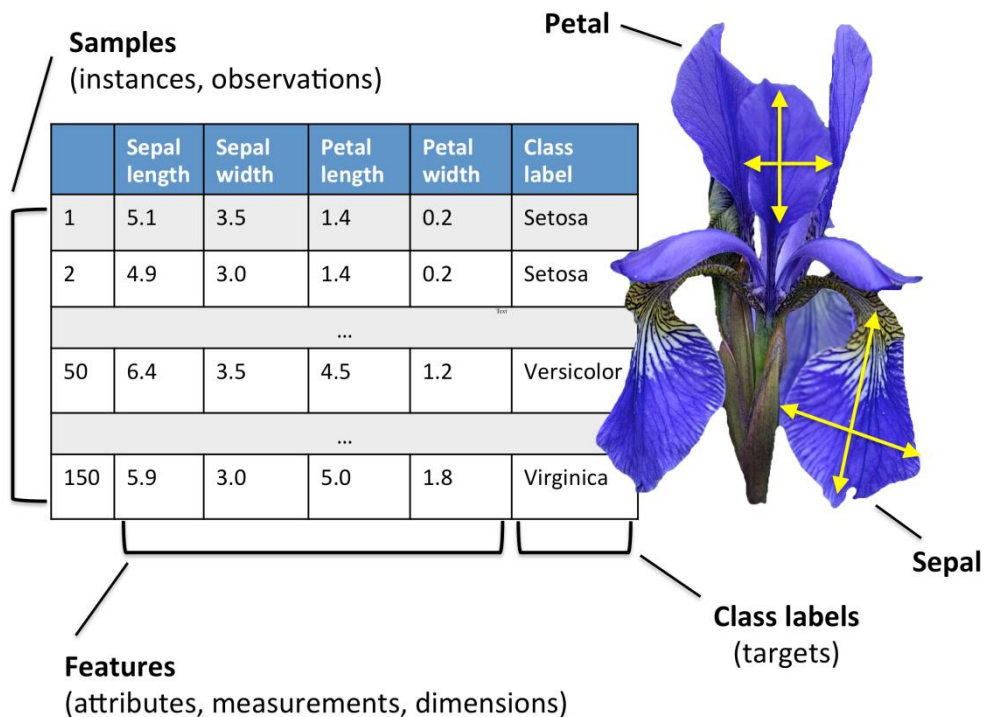 Samples
(instances, observations)
Petal
Sepal length Sepal width Petal length Petal width Class label
1 5.1 3.5 1.4 0.2 Setosa
2 4.9 3.0 1.4 0.2 Setosa
Text
...
50 6.4 3.5 4.5 1.2 Versicolor
...
150 5.9 3.0 5.0 1.8 Virginica
Sepal
Class labels
(targets)
Features
(attributes, measurements, dimensions)